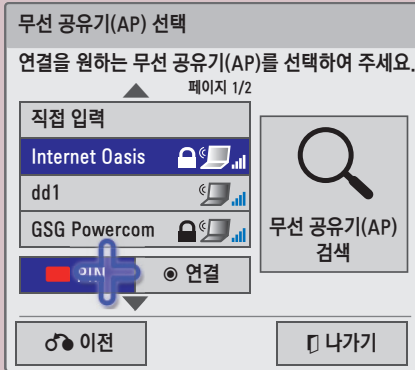 무선 공유기(AP) 선택
연결을 원하는 무선 공유기(AP)를 선택하여 주세요.
페이지 1/2
직접 입력
Internet Oasis
dd1
GSG Powercom
무선 공유기(AP)
검색
PIN
◉ 연결
이전
나가기